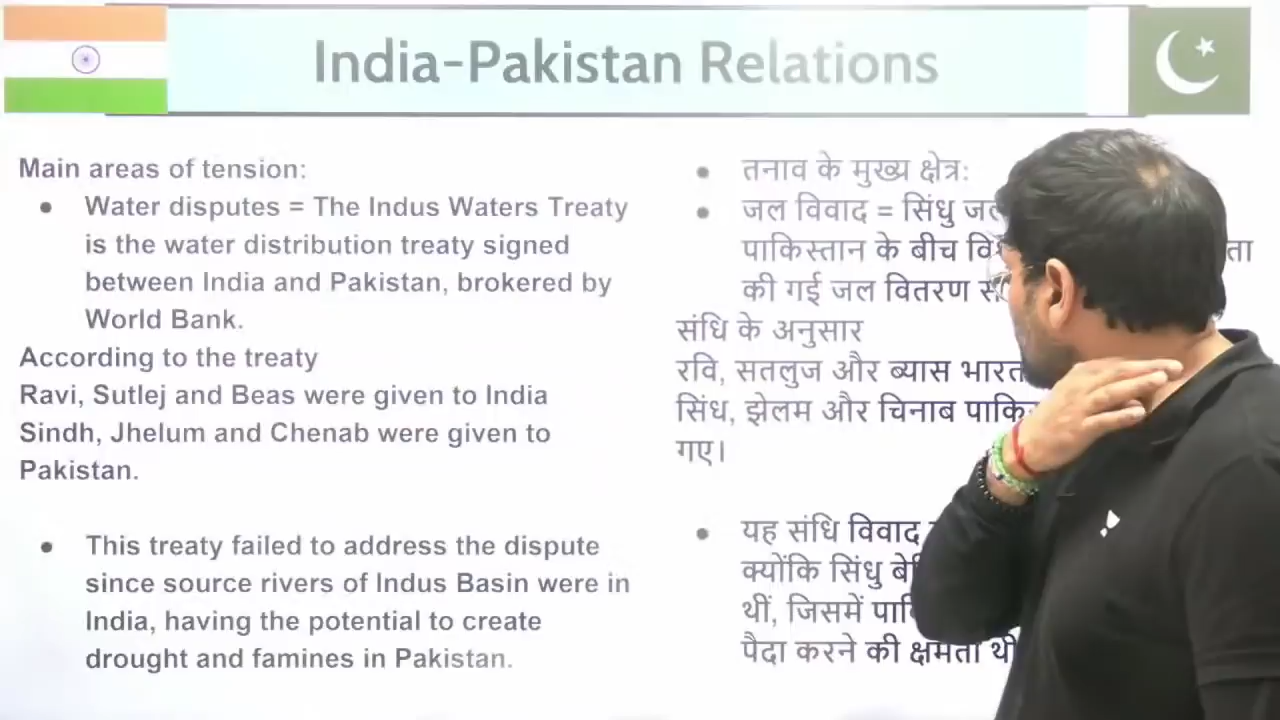 India-Pakistan Relations
Main areas of tension:
● Water disputes = The Indus Waters Treaty
is the water distribution treaty signed
between India and Pakistan, brokered by
World Bank.
According to the treaty
Ravi, Sutlej and Beas were given to India
Sindh, Jhelum and Chenab were given to
Pakistan.
● This treaty failed to address the dispute
since source rivers of Indus Basin were in
India, having the potential to create
drought and famines in Pakistan.
● तनाव के मुख्य क्षेत्र:
● जल विवाद = सिंधु
पाकिस्तान के बीच
की गई जल वितरण
संधि के अनुसार
रवि, सतलुज और ब्यास भारत
सिंध, झेलम और चिनाब
गए।
● यह संधि विवाद
क्योंकि सिंधु
थीं, जिसमें
पैदा करने की क्षमता